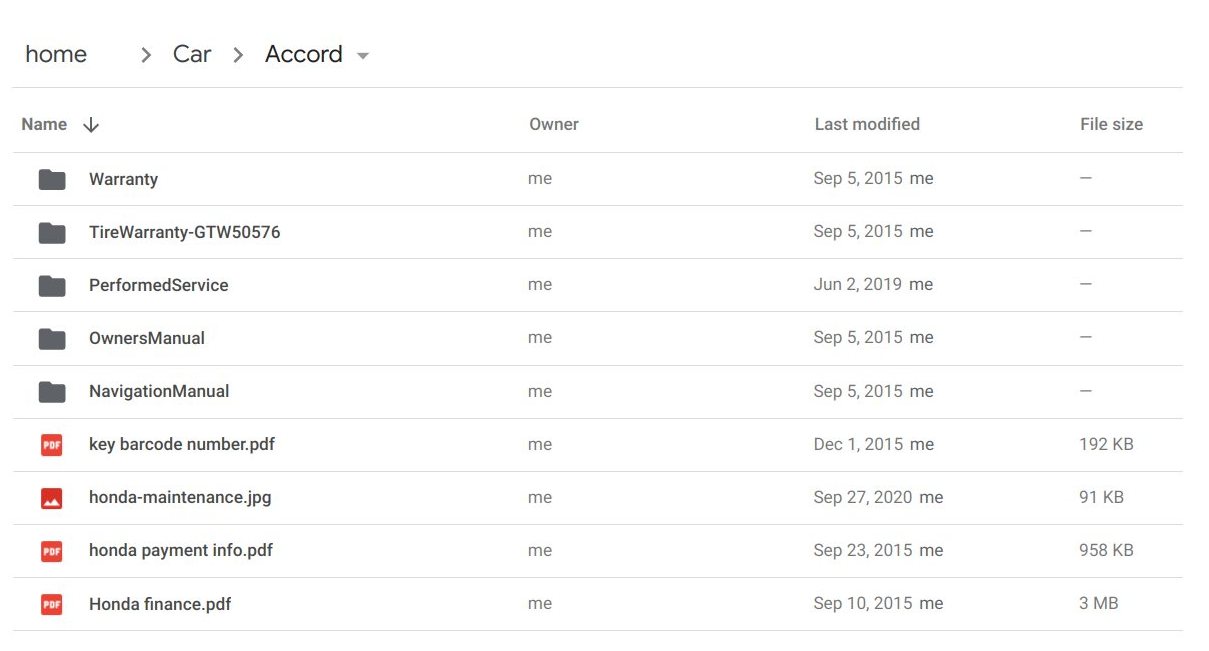 home > Car > Accord
Name Owner Last modified File size
Warranty me Sep 5, 2015 me —
TireWarranty-GTW50576 me Sep 5, 2015 me —
PerformedService me Jun 2, 2019 me —
OwnersManual me Sep 5, 2015 me —
NavigationManual me Sep 5, 2015 me —
PDF key barcode number.pdf me Dec 1, 2015 me 192 KB
honda-maintenance.jpg me Sep 27, 2020 me 91 KB
PDF honda payment info.pdf me Sep 23, 2015 me 958 KB
PDF Honda finance.pdf me Sep 10, 2015 me 3 MB